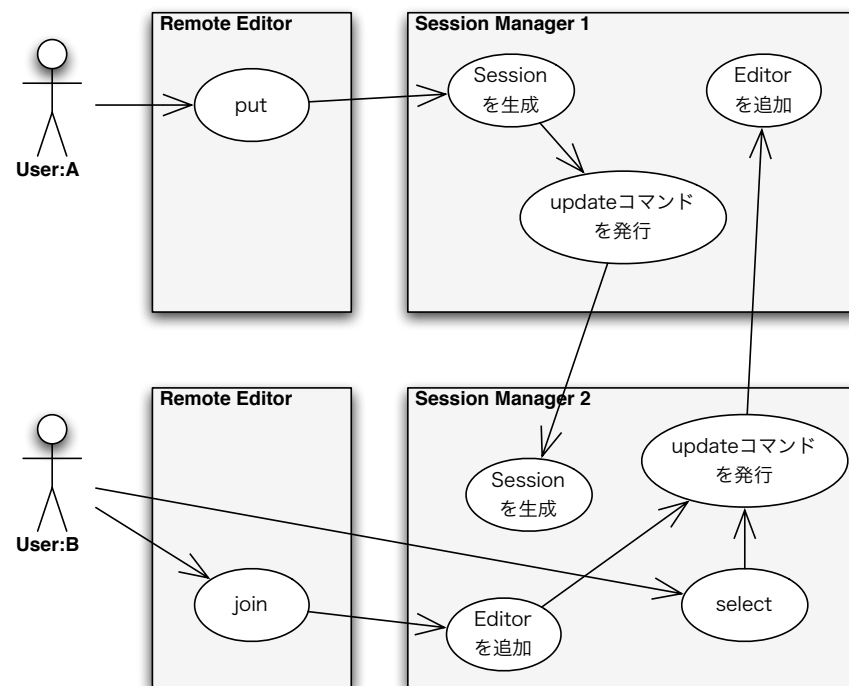 Remote Editor
Session Manager 1
Session
を生成
Editor
を追加
put
updateコマンド
を発行
User:A
Remote Editor
Session Manager 2
updateコマンド
を発行
Session
を生成
User:B
join
Editor
を追加
select